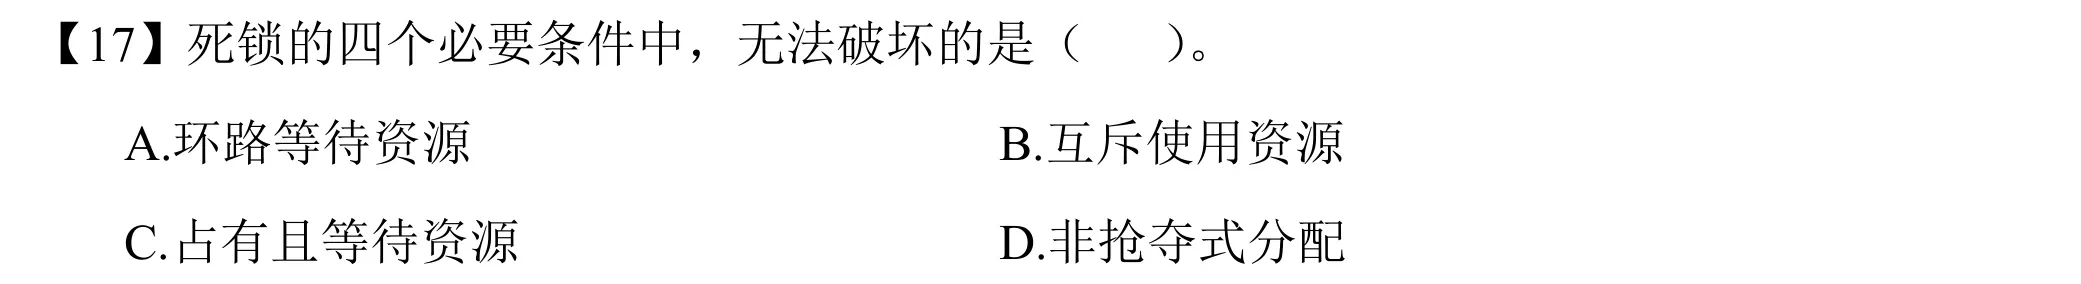 【17】死锁的四个必要条件中，无法破坏的是（　　）。
A.环路等待资源　　B.互斥使用资源
C.占有且等待资源　　D.非抢夺式分配